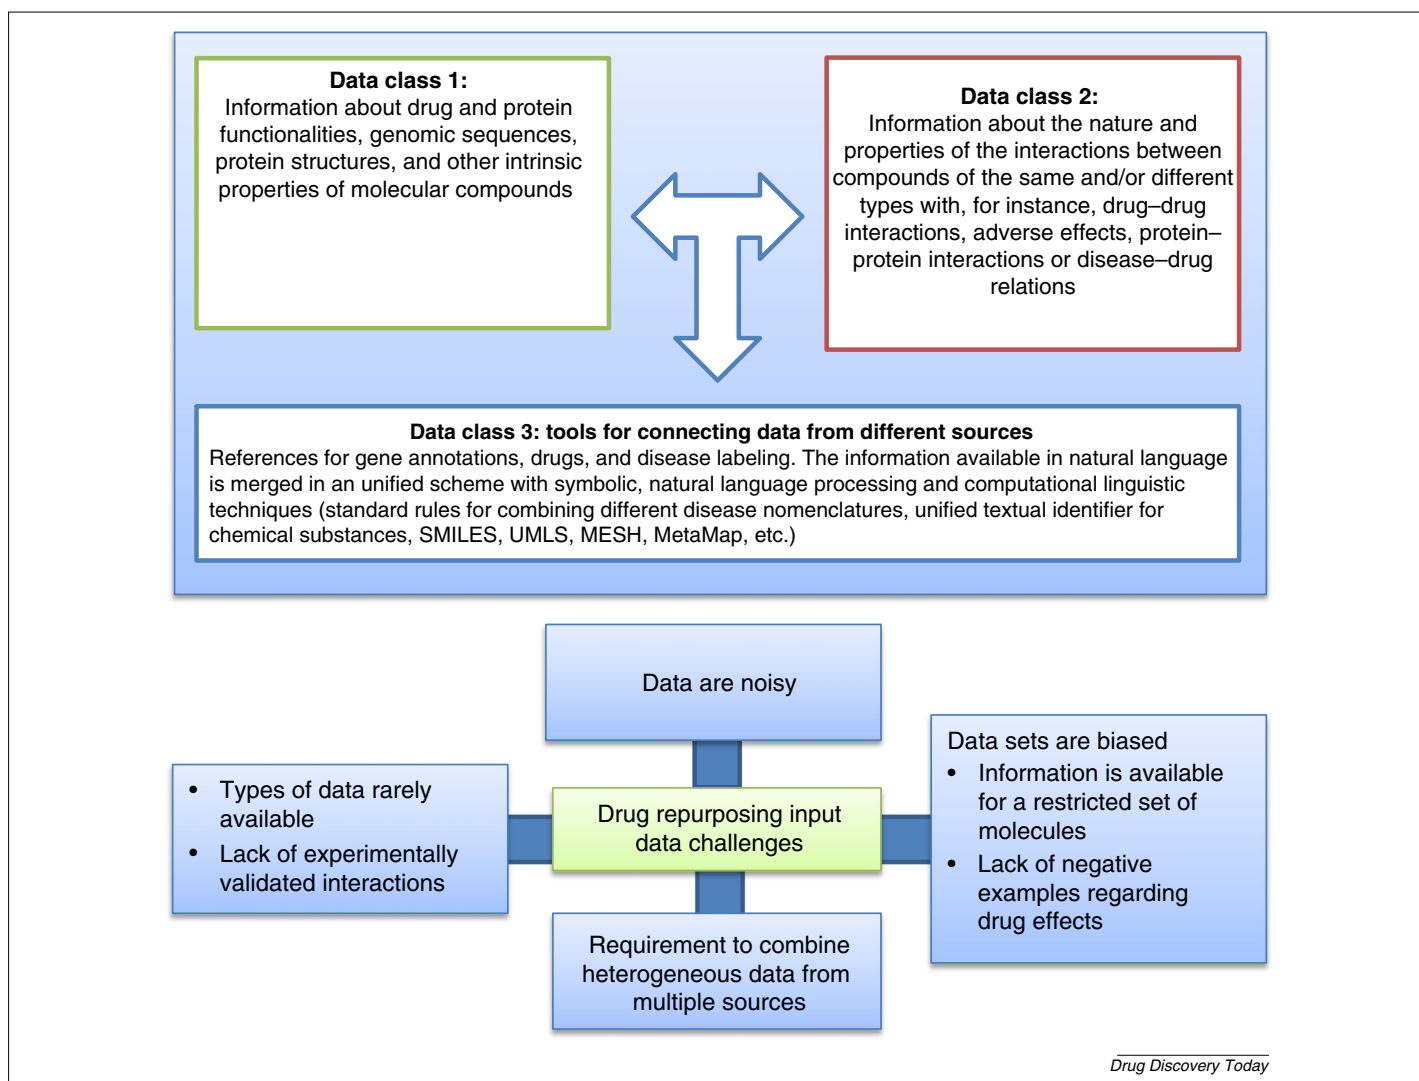 Data class 1:
Information about drug and protein
functionalities, genomic sequences,
protein structures, and other intrinsic
properties of molecular compounds
Data class 2:
Information about the nature and
properties of the interactions between
compounds of the same and/or different
types with, for instance, drug–drug
interactions, adverse effects, protein–
protein interactions or disease–drug
relations
Data class 3: tools for connecting data from different sources
References for gene annotations, drugs, and disease labeling. The information available in natural language
is merged in an unified scheme with symbolic, natural language processing and computational linguistic
techniques (standard rules for combining different disease nomenclatures, unified textual identifier for
chemical substances, SMILES, UMLS, MESH, MetaMap, etc.)
Data are noisy
• Types of data rarely
available
• Lack of experimentally
validated interactions
Drug repurposing input
data challenges
Data sets are biased
• Information is available
for a restricted set of
molecules
• Lack of negative
examples regarding
drug effects
Requirement to combine
heterogeneous data from
multiple sources
Drug Discovery Today